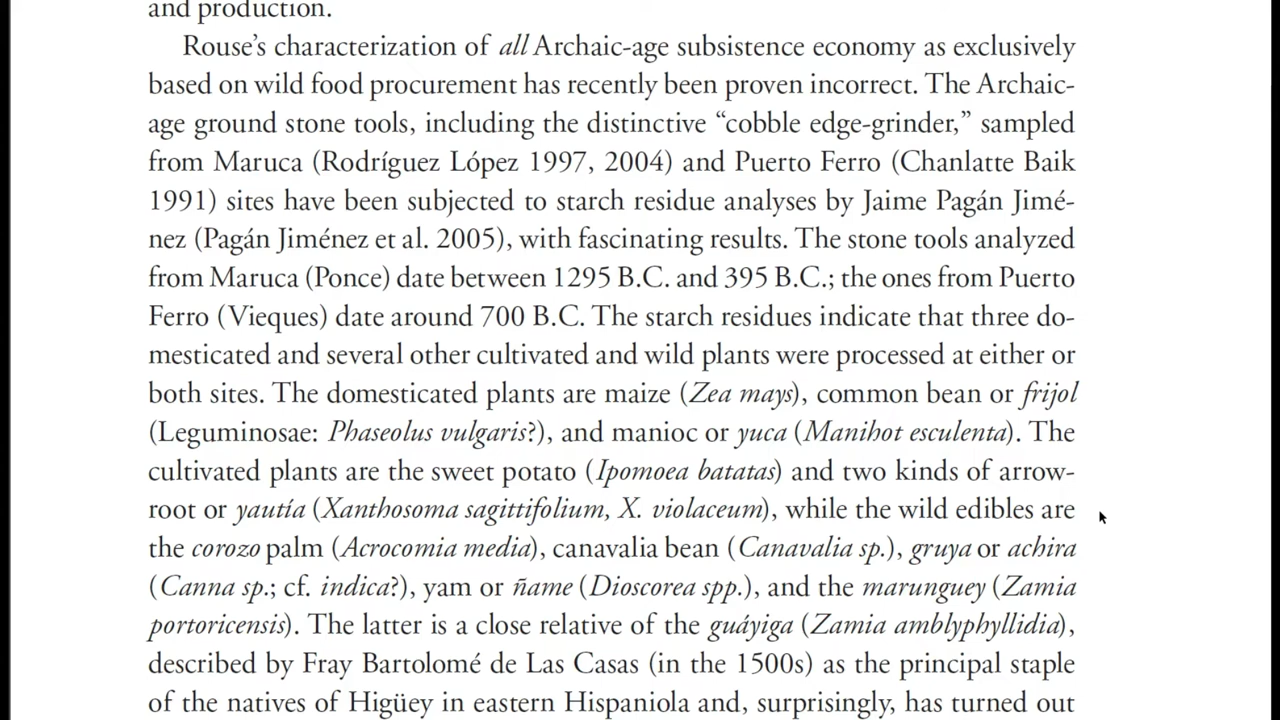 and production.
Rouse’s characterization of all Archaic-age subsistence economy as exclusively
based on wild food procurement has recently been proven incorrect. The Archaic-
age ground stone tools, including the distinctive “cobble edge-grinder,” sampled
from Maruca (Rodríguez López 1997, 2004) and Puerto Ferro (Chanlatte Baik
1991) sites have been subjected to starch residue analyses by Jaime Pagán Jimé-
nez (Pagán Jiménez et al. 2005), with fascinating results. The stone tools analyzed
from Maruca (Ponce) date between 1295 B.C. and 395 B.C.; the ones from Puerto
Ferro (Vieques) date around 700 B.C. The starch residues indicate that three do-
mesticated and several other cultivated and wild plants were processed at either or
both sites. The domesticated plants are maize (Zea mays), common bean or frijol
(Leguminosae: Phaseolus vulgaris?), and manioc or yuca (Manihot esculenta). The
cultivated plants are the sweet potato (Ipomoea batatas) and two kinds of arrow-
root or yautía (Xanthosoma sagittifolium, X. violaceum), while the wild edibles are
the corozo palm (Acrocomia media), canavalia bean (Canavalia sp.), gruya or achira
(Canna sp.; cf. indica?), yam or ñame (Dioscorea spp.), and the marunguey (Zamia
portoricensis). The latter is a close relative of the guáyiga (Zamia amblyphyllidia),
described by Fray Bartolomé de Las Casas (in the 1500s) as the principal staple
of the natives of Higüey in eastern Hispaniola and, surprisingly, has turned out